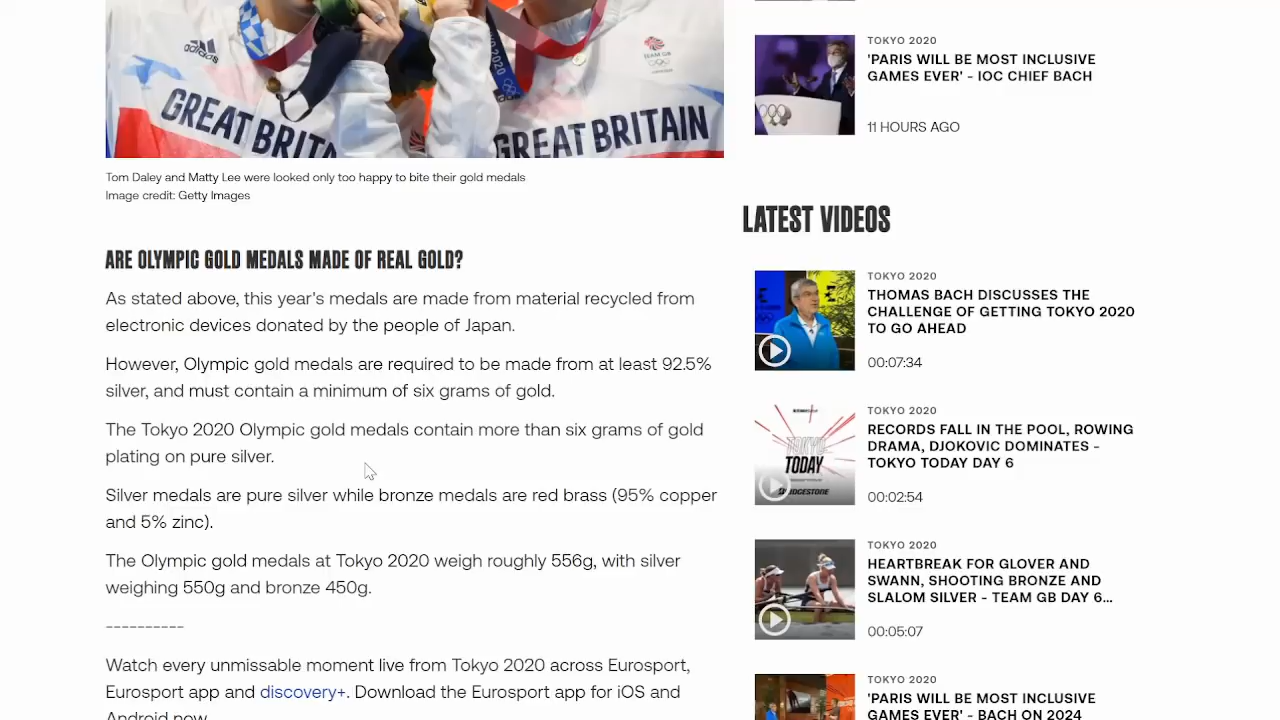 adidas
TEAM GB
2020
GREAT BRIT
GREAT BRITAIN
Tom Daley and Matty Lee were looked only too happy to bite their gold medals
Image credit: Getty Images
ARE OLYMPIC GOLD MEDALS MADE OF REAL GOLD?
As stated above, this year's medals are made from material recycled from
electronic devices donated by the people of Japan.
However, Olympic gold medals are required to be made from at least 92.5%
silver, and must contain a minimum of six grams of gold.
The Tokyo 2020 Olympic gold medals contain more than six grams of gold
plating on pure silver.
Silver medals are pure silver while bronze medals are red brass (95% copper
and 5% zinc).
The Olympic gold medals at Tokyo 2020 weigh roughly 556g, with silver
weighing 550g and bronze 450g.
----------
Watch every unmissable moment live from Tokyo 2020 across Eurosport,
Eurosport app and discovery+. Download the Eurosport app for iOS and
Android now.
TOKYO 2020
'PARIS WILL BE MOST INCLUSIVE
GAMES EVER' - IOC CHIEF BACH
11 HOURS AGO
LATEST VIDEOS
TOKYO 2020
THOMAS BACH DISCUSSES THE
CHALLENGE OF GETTING TOKYO 2020
TO GO AHEAD
00:07:34
TOKYO
TODAY
BRIDGESTONE
TOKYO 2020
RECORDS FALL IN THE POOL, ROWING
DRAMA, DJOKOVIC DOMINATES -
TOKYO TODAY DAY 6
00:02:54
TOKYO 2020
HEARTBREAK FOR GLOVER AND
SWANN, SHOOTING BRONZE AND
SLALOM SILVER - TEAM GB DAY 6...
00:05:07
TOKYO 2020
'PARIS WILL BE MOST INCLUSIVE
GAMES EVER' - BACH ON 2024